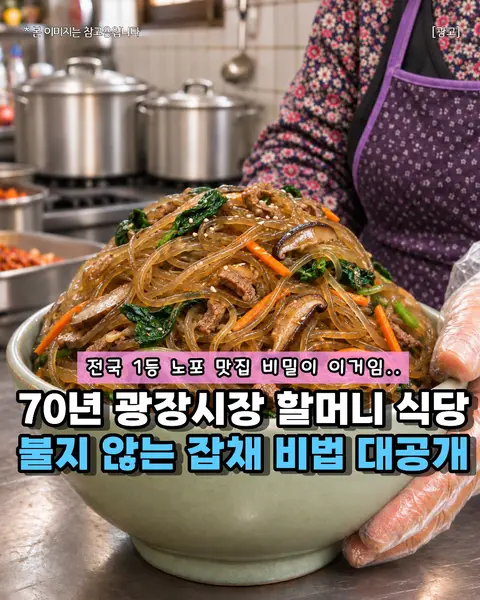 * 본 이미지는 참고용입니다
[광고]
전국 1등 노포 맛집 비밀이 이거임..
70년 광장시장 할머니 식당
불지 않는 잡채 비법 대공개